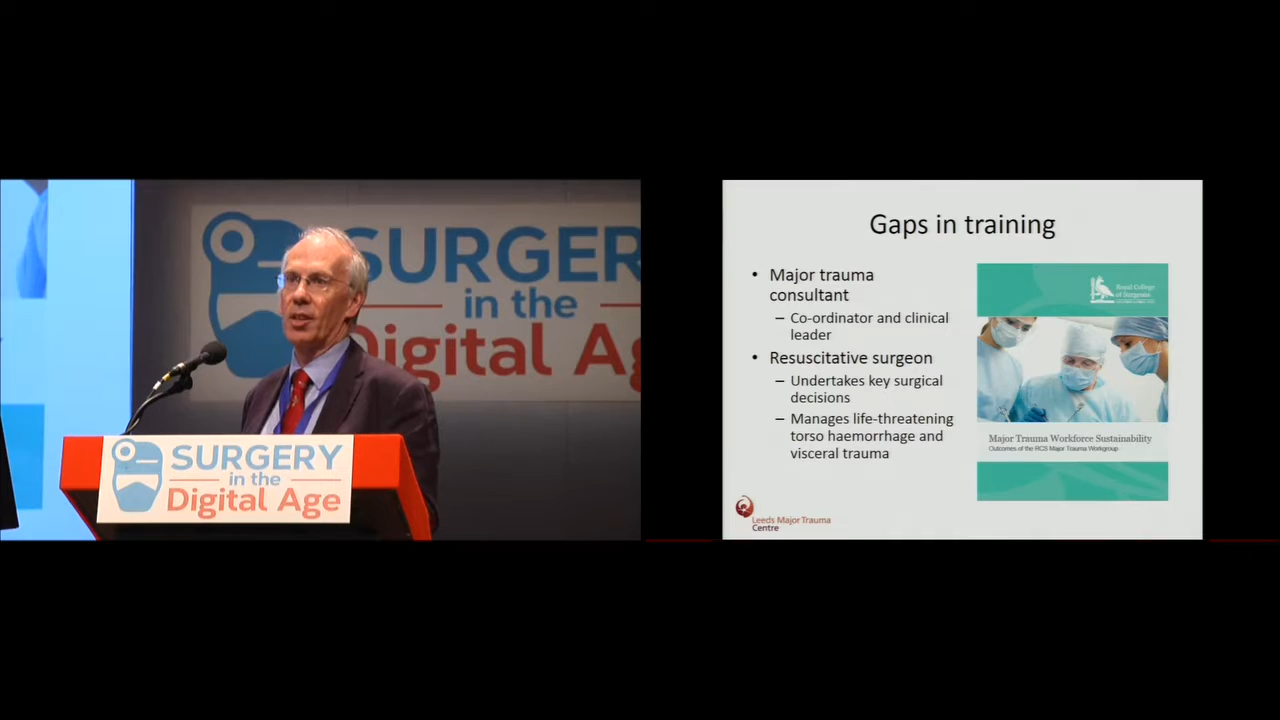 SURGERY
in the
Digital Age
SURGERY
in the
Digital Age
Gaps in training
• Major trauma
consultant
– Co-ordinator and clinical
leader
• Resuscitative surgeon
– Undertakes key surgical
decisions
– Manages life-threatening
torso haemorrhage and
visceral trauma
Royal College
of Surgeons
Major Trauma Workforce Sustainability
Outcomes of the RCS Major Trauma Workgroup
Leeds Major Trauma
Centre